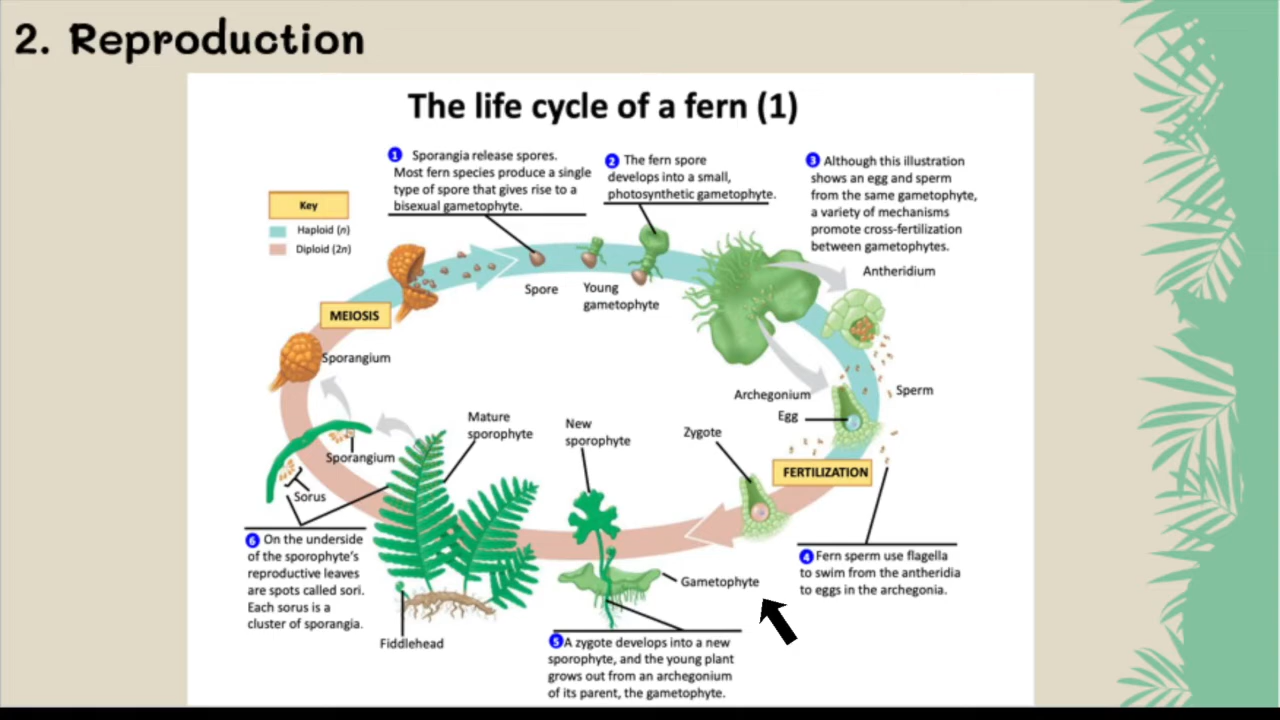 2. Reproduction
The life cycle of a fern (1)
1 Sporangia release spores.
Most fern species produce a single
type of spore that gives rise to a
bisexual gametophyte.
2 The fern spore
develops into a small,
photosynthetic gametophyte.
3 Although this illustration
shows an egg and sperm
from the same gametophyte,
a variety of mechanisms
promote cross-fertilization
between gametophytes.
Key
Haploid (n)
Diploid (2n)
Antheridium
Spore
Young
gametophyte
MEIOSIS
Sporangium
Archegonium
Sperm
Egg
Mature
sporophyte
New
sporophyte
Zygote
Sporangium
FERTILIZATION
Sorus
6 On the underside
of the sporophyte's
reproductive leaves
are spots called sori.
Each sorus is a
cluster of sporangia.
4 Fern sperm use flagella
to swim from the antheridia
to eggs in the archegonia.
Gametophyte
Fiddlehead
5 A zygote develops into a new
sporophyte, and the young plant
grows out from an archegonium
of its parent, the gametophyte.